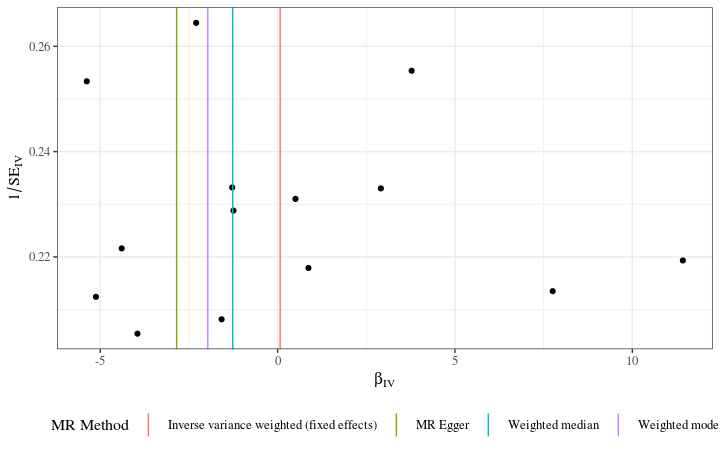 0.26
0.24
0.22
1/SE_IV
-5 0 5 10
β_IV
MR Method Inverse variance weighted (fixed effects) MR Egger Weighted median Weighted mode